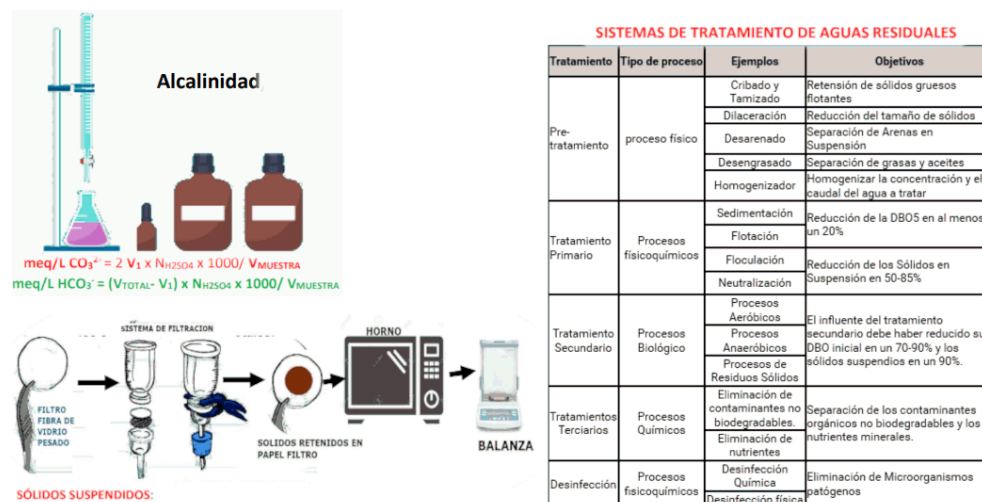 Alcalinidad
meq/L CO₃²⁻ = 2 V₁ x N_H2SO4 x 1000/ V_MUESTRA
meq/L HCO₃⁻ = (V_TOTAL- V₁) x N_H2SO4 x 1000/ V_MUESTRA
SISTEMA DE FILTRACION
HORNO
FILTRO
FIBRA DE
VIDRIO
PESADO
SOLIDOS RETENIDOS EN
PAPEL FILTRO
BALANZA
SÓLIDOS SUSPENDIDOS:
SISTEMAS DE TRATAMIENTO DE AGUAS RESIDUALES
Tratamiento
Tipo de proceso
Ejemplos
Objetivos
Pre-
tratamiento
proceso físico
Cribado y
Tamizado
Retensión de sólidos gruesos
flotantes
Dilaceración
Reducción del tamaño de sólidos
Desarenado
Separación de Arenas en
Suspensión
Desengrasado
Separación de grasas y aceites
Homogenizador
Homogenizar la concentración y el
caudal del agua a tratar
Tratamiento
Primario
Procesos
físicoquímicos
Sedimentación
Flotación
Reducción de la DBO5 en al menos
un 20%
Floculación
Neutralización
Reducción de los Sólidos en
Suspensión en 50-85%
Tratamiento
Secundario
Procesos
Biológico
Procesos
Aeróbicos
Procesos
Anaeróbicos
Procesos de
Residuos Sólidos
El influente del tratamiento
secundario debe haber reducido su
DBO inicial en un 70-90% y los
sólidos suspendios en un 90%.
Tratamientos
Terciarios
Procesos
Químicos
Eliminación de
contaminantes no
biodegradables.
Eliminación de
nutrientes
Separación de los contaminantes
orgánicos no biodegradables y los
nutrientes minerales.
Desinfección
Procesos
fisicoquímicos
Desinfección
Química
Desinfección física
Eliminación de Microorganismos
patógenos